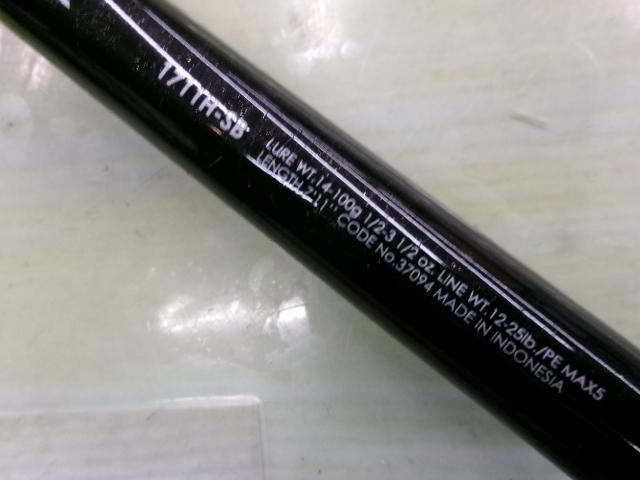 171TH-SB
LURE WT.14-100g 1/2-3 1/2 oz. LINE WT.12-25lb./PE MAX5
LENGTH 2'11" CODE No.37094 MADE IN INDONESIA